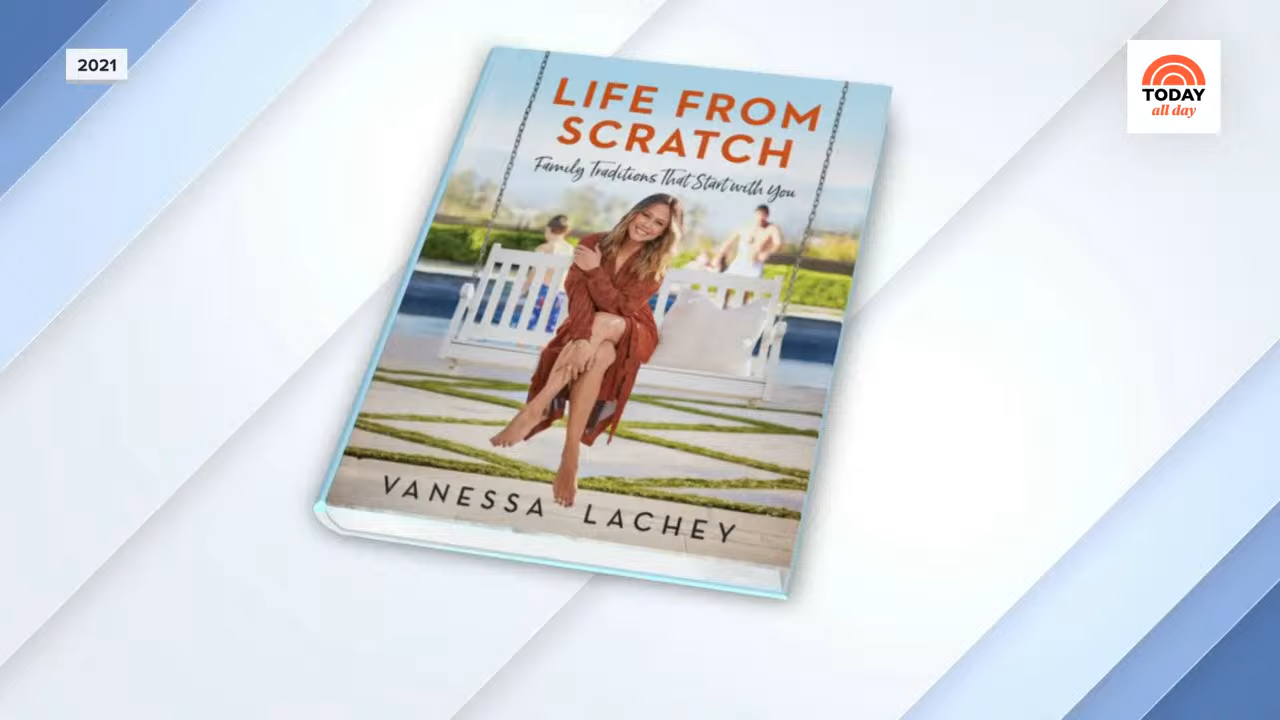 2021
TODAY
all day
LIFE FROM
SCRATCH
Family Traditions That Start with You
VANESSA LACHEY